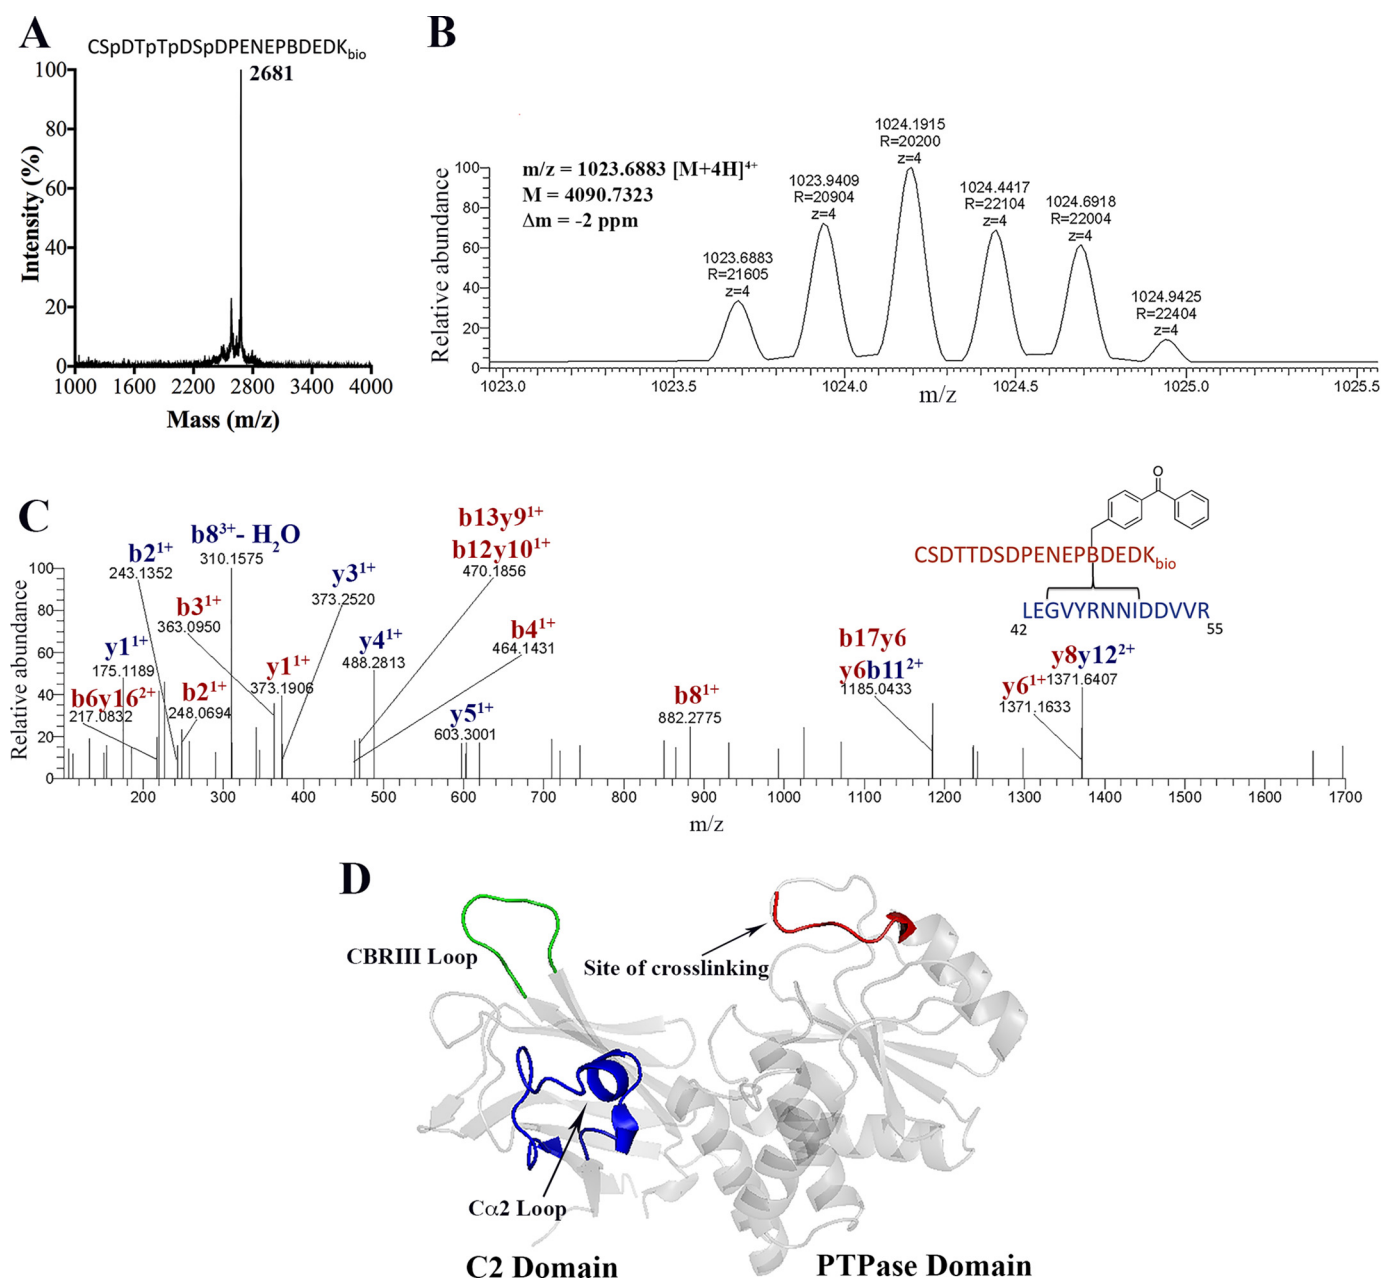 A
CSpDTpTpDSpDPENEPBDEDKbio
2681
100
80
60
40
20
0
Intensity (%)
1000 1600 2200 2800 3400 4000
Mass (m/z)
B
m/z = 1023.6883 [M+4H]4+
M = 4090.7323
Δm = -2 ppm
1023.6883
R=21605
z=4
1023.9409
R=20904
z=4
1024.1915
R=20200
z=4
1024.4417
R=22104
z=4
1024.6918
R=22004
z=4
1024.9425
R=22404
z=4
100
80
60
40
20
0
Relative abundance
1023.0 1023.5 1024.0 1024.5 1025.0 1025.5
m/z
C
b6y16²⁺
217.0832
y1¹⁺
175.1189
b2¹⁺
243.1352
b3¹⁺
363.0950
b2¹⁺
248.0694
b8³⁺- H₂O
310.1575
y1¹⁺
373.1906
y3¹⁺
373.2520
y4¹⁺
488.2813
b13y9¹⁺
b12y10¹⁺
470.1856
b4¹⁺
464.1431
y5¹⁺
603.3001
b8¹⁺
882.2775
b17y6
y6b11²⁺
1185.0433
y6¹⁺
1371.1633
y8y12²⁺
1371.6407
O
CSDTTDSDPENEPBDEDKbio
LEGVYRNNIDDVVR
42 55
100
80
60
40
20
0
Relative abundance
200 300 400 500 600 700 800 900 1000 1100 1200 1300 1400 1500 1600 1700
m/z
D
CBRIII Loop
Site of crosslinking
Cα2 Loop
C2 Domain
PTPase Domain